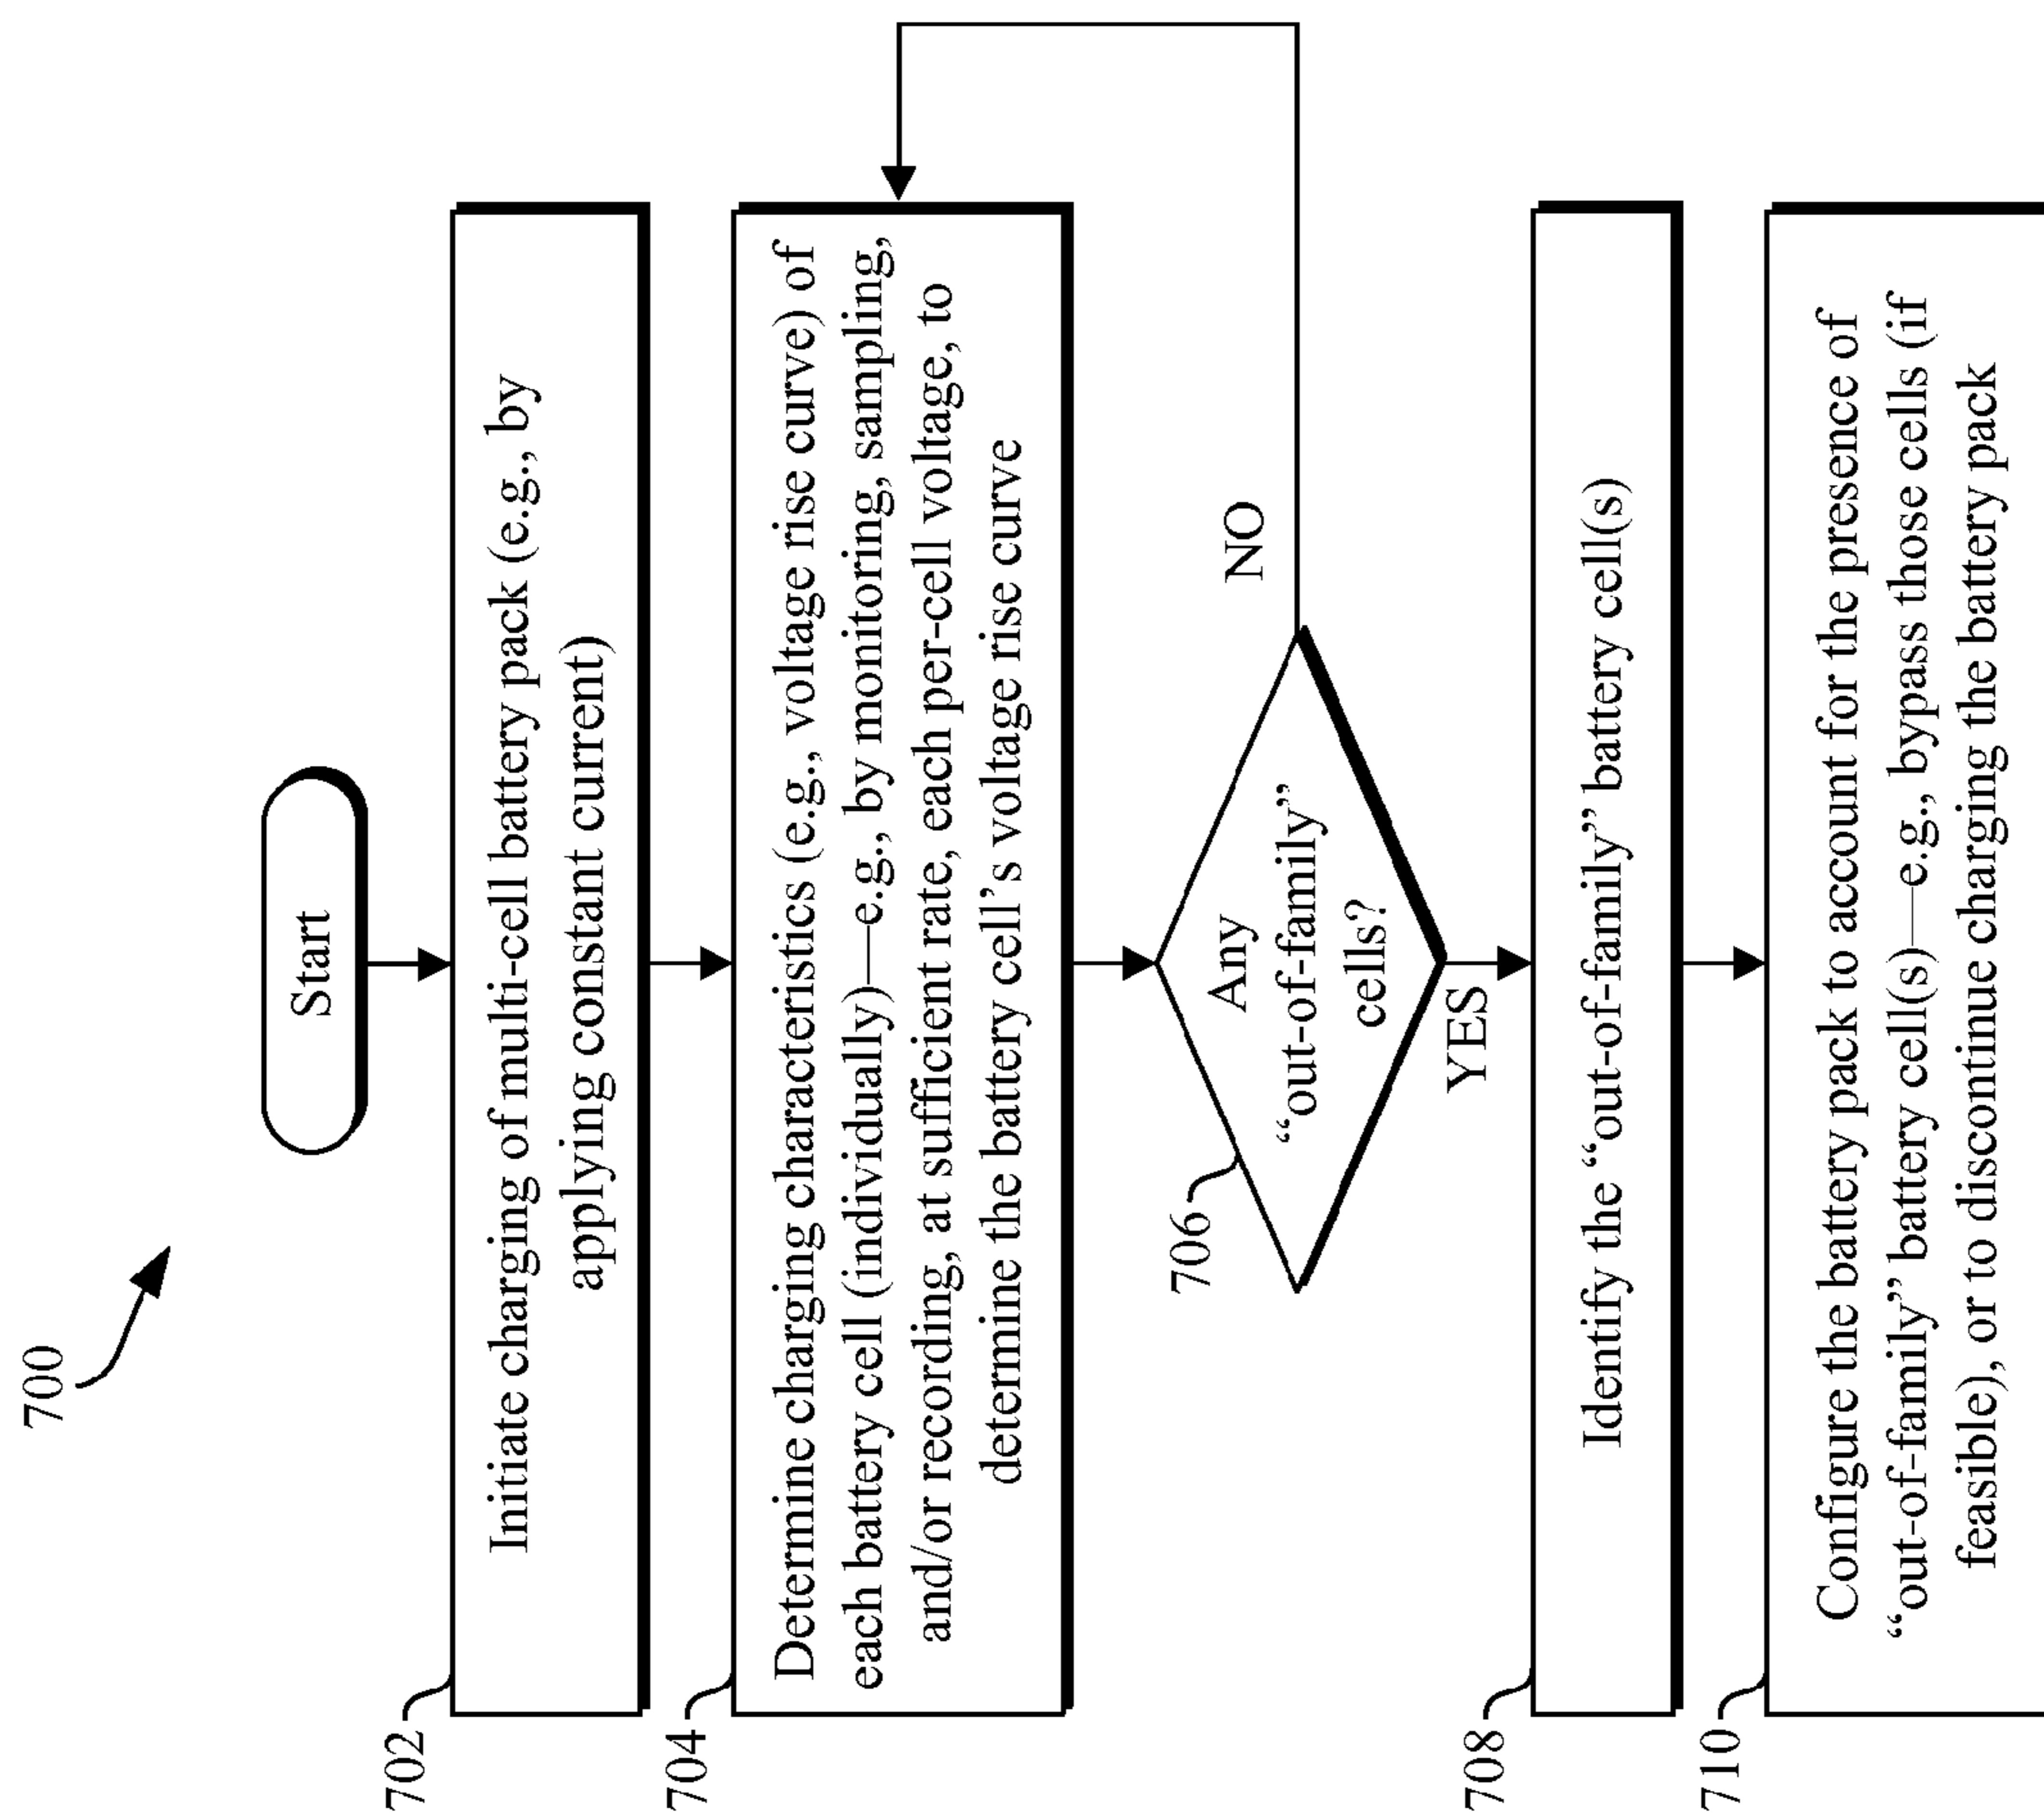 700
Start
702
Initiate charging of multi-cell battery pack (e.g., by
applying constant current)
704
Determine charging characteristics (e.g., voltage rise curve) of
each battery cell (individually)—e.g., by monitoring, sampling,
and/or recording, at sufficient rate, each per-cell voltage, to
determine the battery cell's voltage rise curve
706
Any
“out-of-family”
cells?
NO
YES
708
Identify the “out-of-family” battery cell(s)
710
Configure the battery pack to account for the presence of
“out-of-family” battery cell(s)—e.g., bypass those cells (if
feasible), or to discontinue charging the battery pack